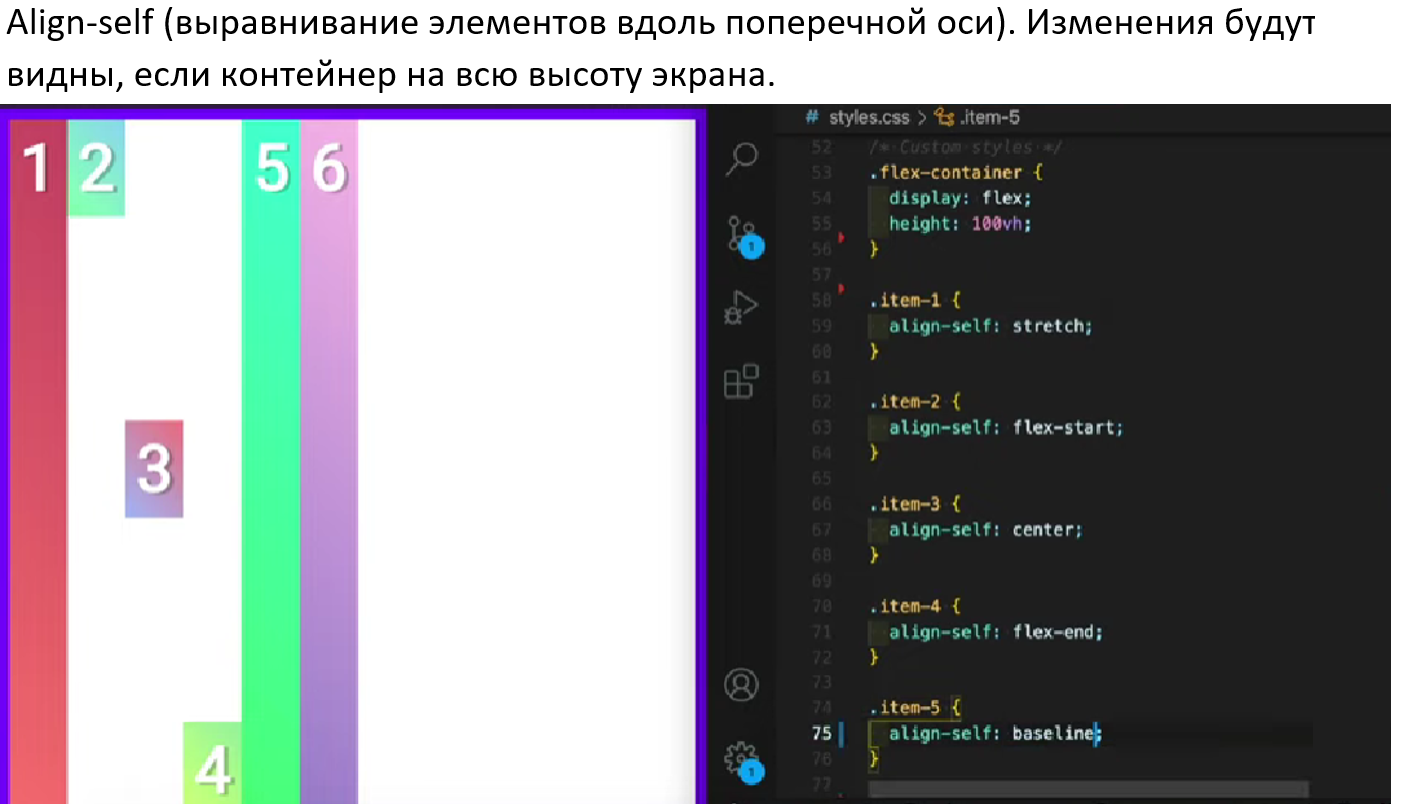 Align-self (выравнивание элементов вдоль поперечной оси). Изменения будут
видны, если контейнер на всю высоту экрана.
1 2 5 6
3
4
# styles.css > .item-5
52 /* Custom styles */
53 .flex-container {
54 display: flex;
55 height: 100vh;
56 }
57
58 .item-1 {
59 align-self: stretch;
60 }
61
62 .item-2 {
63 align-self: flex-start;
64 }
65
66 .item-3 {
67 align-self: center;
68 }
69
70 .item-4 {
71 align-self: flex-end;
72 }
73
74 .item-5 {
75 align-self: baseline;
76 }
77
1
1